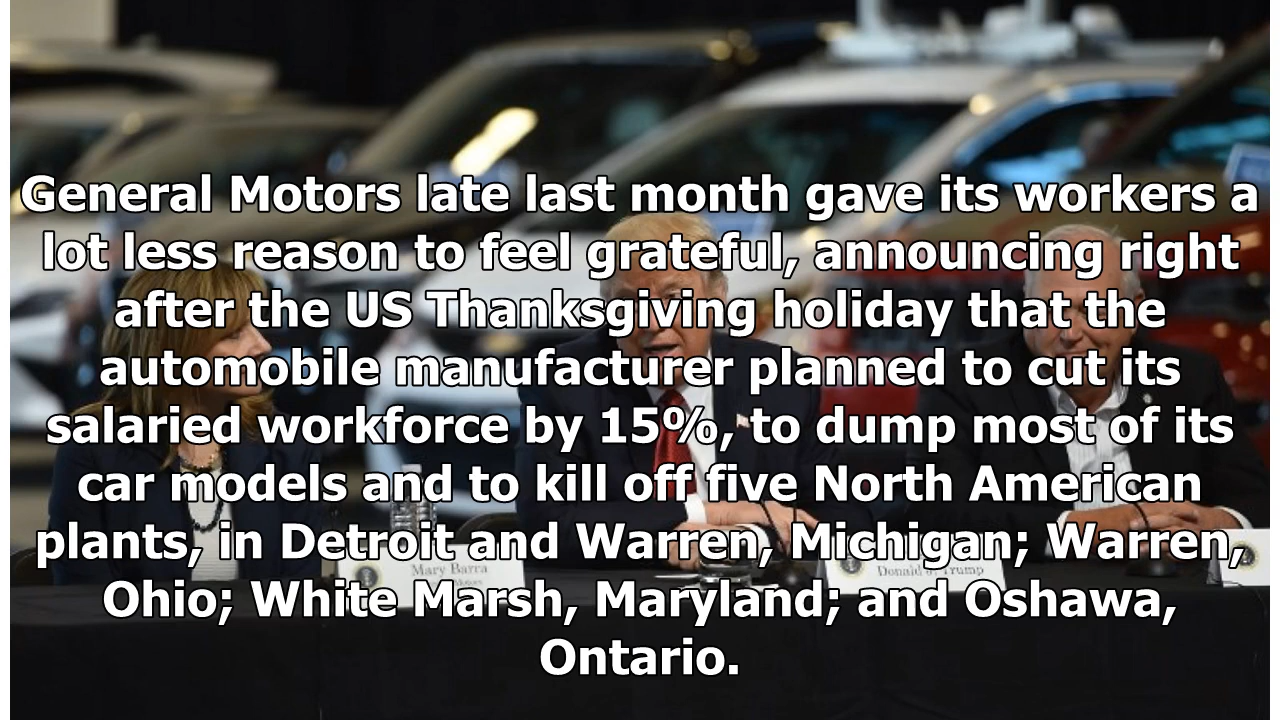 General Motors late last month gave its workers a
lot less reason to feel grateful, announcing right
after the US Thanksgiving holiday that the
automobile manufacturer planned to cut its
salaried workforce by 15%, to dump most of its
car models and to kill off five North American
plants, in Detroit and Warren, Michigan; Warren,
Ohio; White Marsh, Maryland; and Oshawa,
Ontario.
Mary Barra
Motors
Donald J. Trump